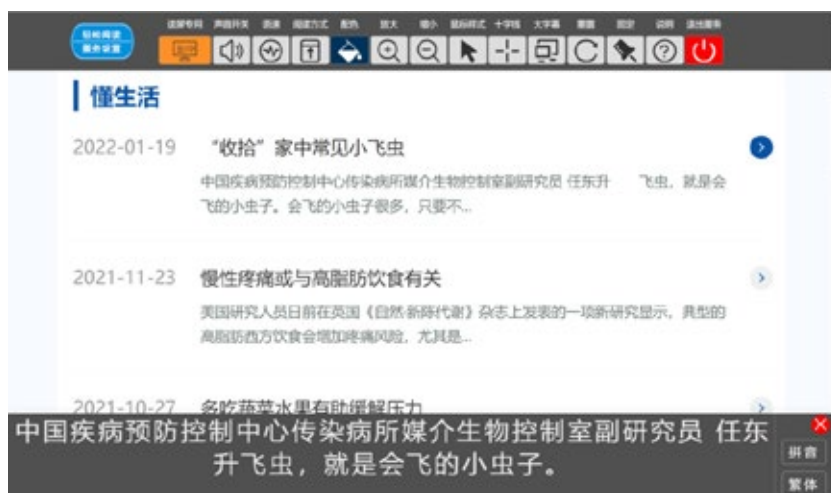 读屏专用 声音开关 语速 阅读方式 配色 放大 缩小 鼠标样式 十字线 大字幕 重置 固定 说明 退出服务
轻松阅读
服务设置
懂生活
2022-01-19 “收拾”家中常见小飞虫
中国疾病预防控制中心传染病所媒介生物控制室副研究员 任东升 飞虫，就是会
飞的小虫子。会飞的小虫子很多，只要不...
2021-11-23 慢性疼痛或与高脂肪饮食有关
美国研究人员日前在英国《自然·新陈代谢》杂志上发表的一项新研究显示，典型的
高脂肪西方饮食会增加疼痛风险，尤其是...
2021-10-27 多吃蔬菜水果有助缓解压力
中国疾病预防控制中心传染病所媒介生物控制室副研究员 任东
升飞虫，就是会飞的小虫子。
拼音
繁体